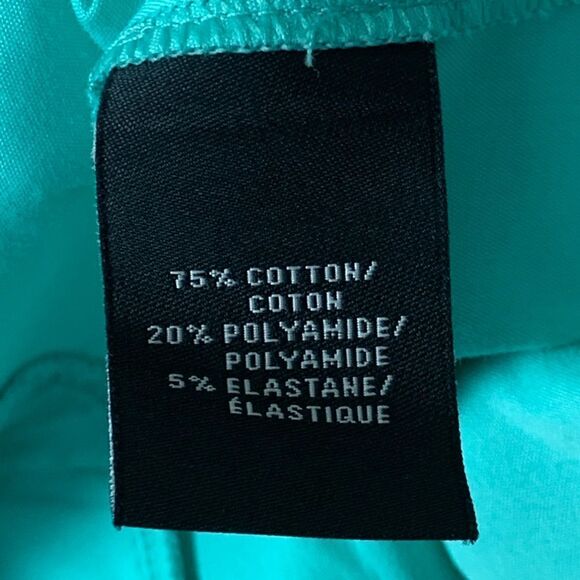 75% COTTON/
COTON
20% POLYAMIDE/
POLYAMIDE
5% ELASTANE/
ÉLASTIQUE